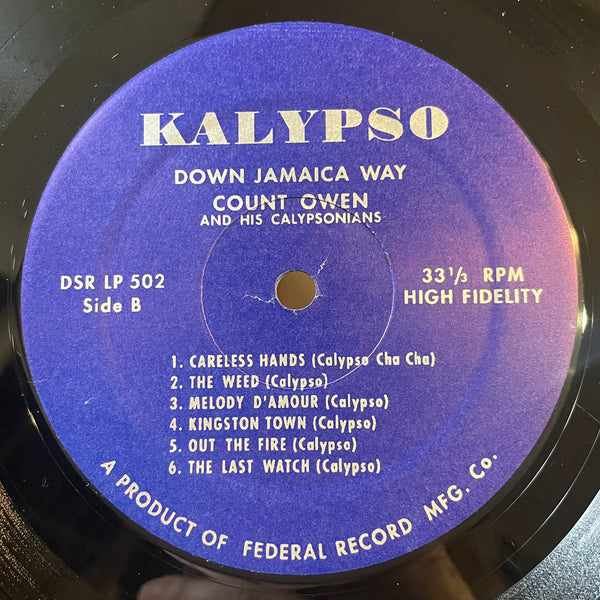 KALYPSO
DOWN JAMAICA WAY
COUNT OWEN
AND HIS CALYPSONIANS
DSR LP 502
Side B
33 1/3 RPM
HIGH FIDELITY
1. CARELESS HANDS (Calypso Cha Cha)
2. THE WEED (Calypso)
3. MELODY D'AMOUR (Calypso)
4. KINGSTON TOWN (Calypso)
5. OUT THE FIRE (Calypso)
6. THE LAST WATCH (Calypso)
A PRODUCT OF FEDERAL RECORD MFG. Co.